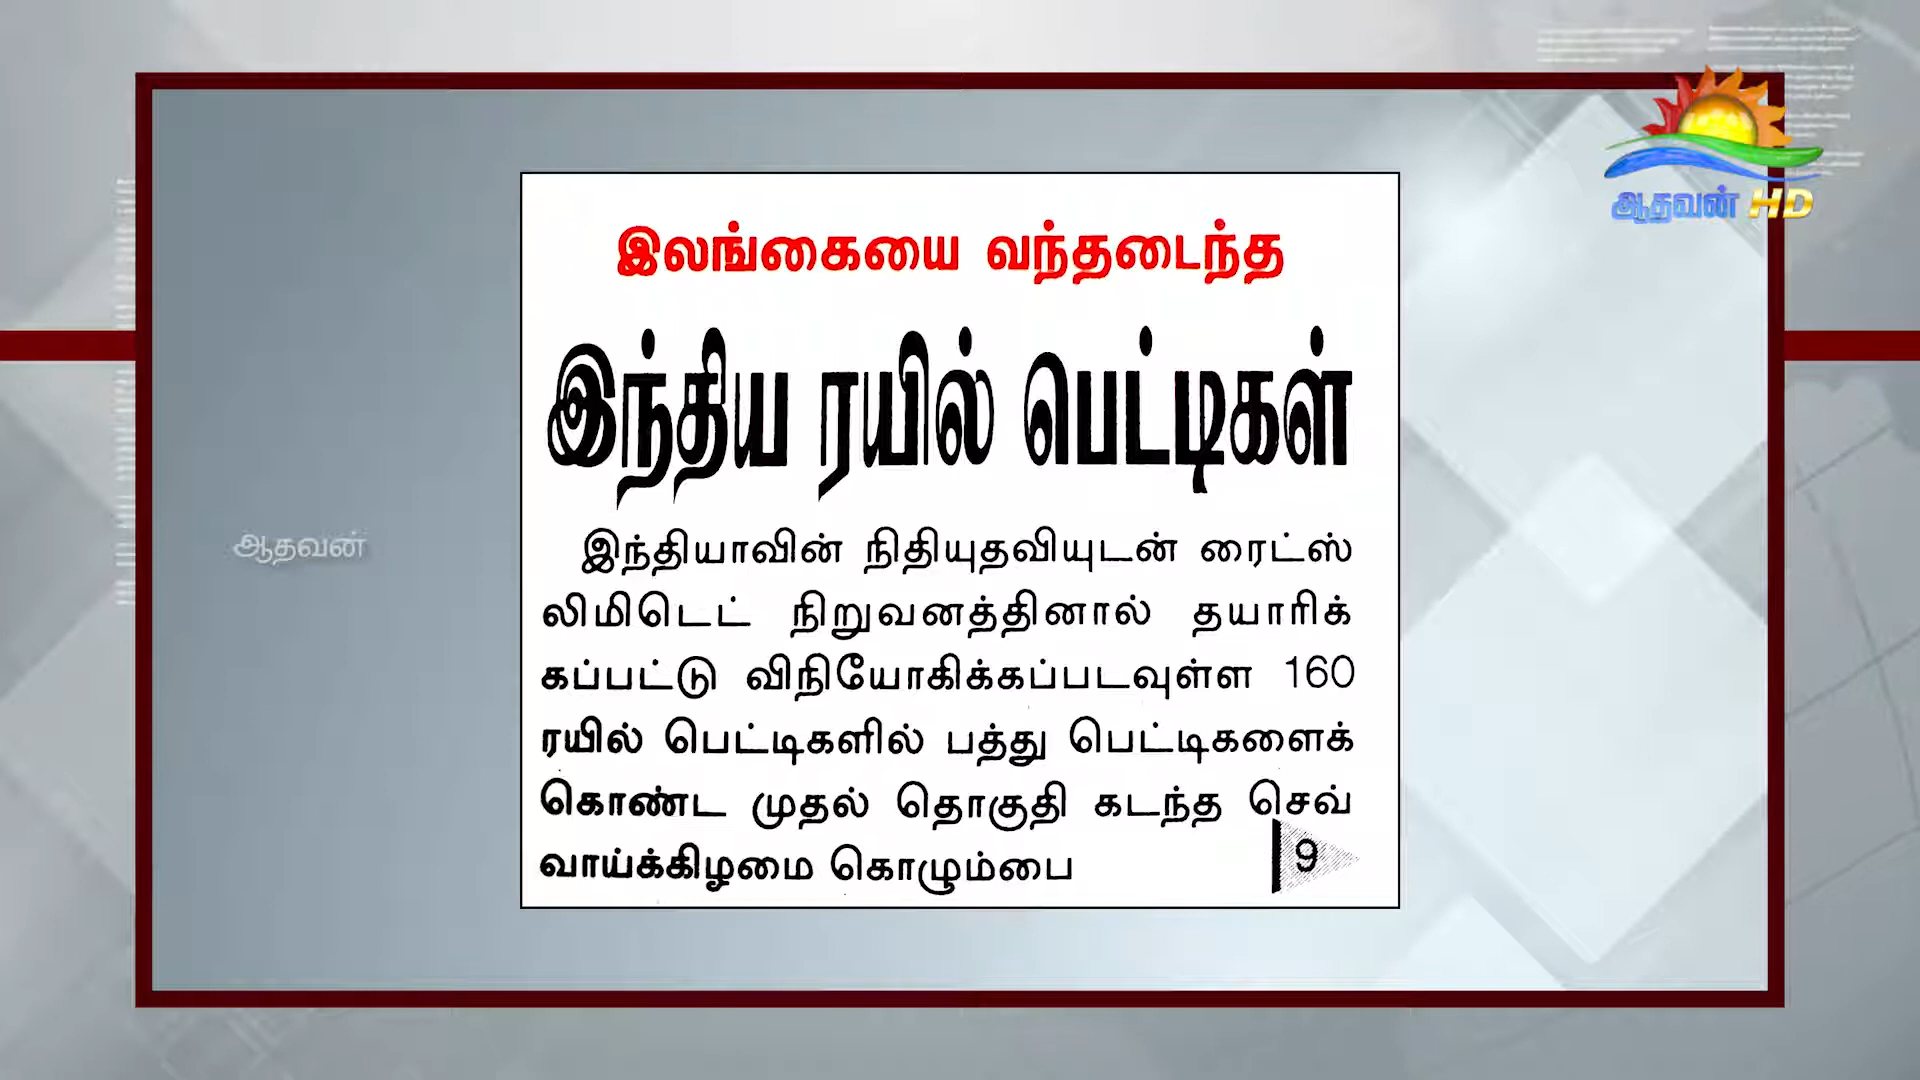 ஆதவன் HD
இலங்கையை வந்தடைந்த
இந்திய ரயில் பெட்டிகள்
ஆதவன்
இந்தியாவின் நிதியுதவியுடன் ரைட்ஸ்
லிமிடெட் நிறுவனத்தினால் தயாரிக்
கப்பட்டு விநியோகிக்கப்படவுள்ள 160
ரயில் பெட்டிகளில் பத்து பெட்டிகளைக்
கொண்ட முதல் தொகுதி கடந்த செவ்
வாய்க்கிழமை கொழும்பை
9